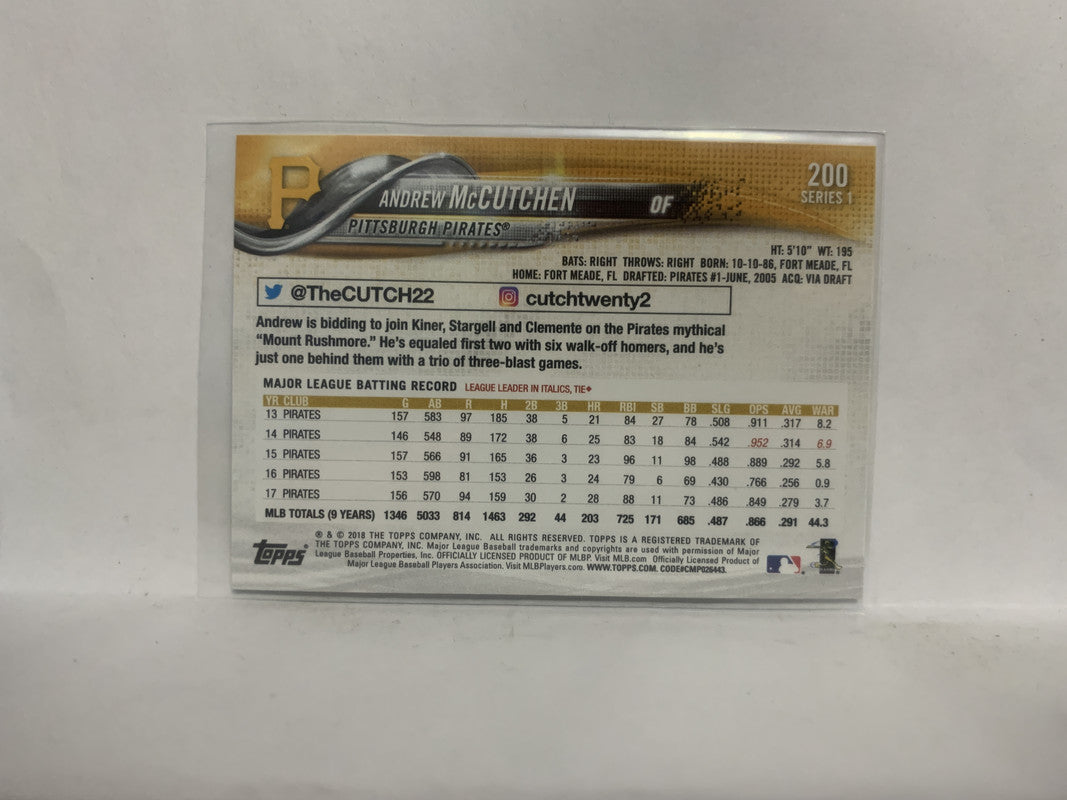 P
200
SERIES 1
ANDREW McCUTCHEN OF
PITTSBURGH PIRATES®
HT: 5'10" WT: 195
BATS: RIGHT THROWS: RIGHT BORN: 10-10-86, FORT MEADE, FL
HOME: FORT MEADE, FL DRAFTED: PIRATES #1-JUNE, 2005 ACQ: VIA DRAFT
@TheCUTCH22 cutchtwenty2
Andrew is bidding to join Kiner, Stargell and Clemente on the Pirates mythical
"Mount Rushmore." He's equaled first two with six walk-off homers, and he's
just one behind them with a trio of three-blast games.
MAJOR LEAGUE BATTING RECORD LEAGUE LEADER IN ITALICS, TIE♦
YR CLUB G AB R H 2B 3B HR RBI SB BB SLG OPS AVG WAR
13 PIRATES 157 583 97 185 38 5 21 84 27 78 .508 .911 .317 8.2
14 PIRATES 146 548 89 172 38 6 25 83 18 84 .542 .952 .314 6.9
15 PIRATES 157 566 91 165 36 3 23 96 11 98 .488 .889 .292 5.8
16 PIRATES 153 598 81 153 26 3 24 79 6 69 .430 .766 .256 0.9
17 PIRATES 156 570 94 159 30 2 28 88 11 73 .486 .849 .279 3.7
MLB TOTALS (9 YEARS) 1346 5033 814 1463 292 44 203 725 171 685 .487 .866 .291 44.3
Topps
® & © 2018 THE TOPPS COMPANY, INC. ALL RIGHTS RESERVED. TOPPS IS A REGISTERED TRADEMARK OF
THE TOPPS COMPANY, INC. Major League Baseball trademarks and copyrights are used with permission of Major
League Baseball Properties, Inc. OFFICIALLY LICENSED PRODUCT OF MLBP. Visit MLB.com Officially Licensed Product of
Major League Baseball Players Association. Visit MLBPlayers.com. WWW.TOPPS.COM. CODE#CMP026443.